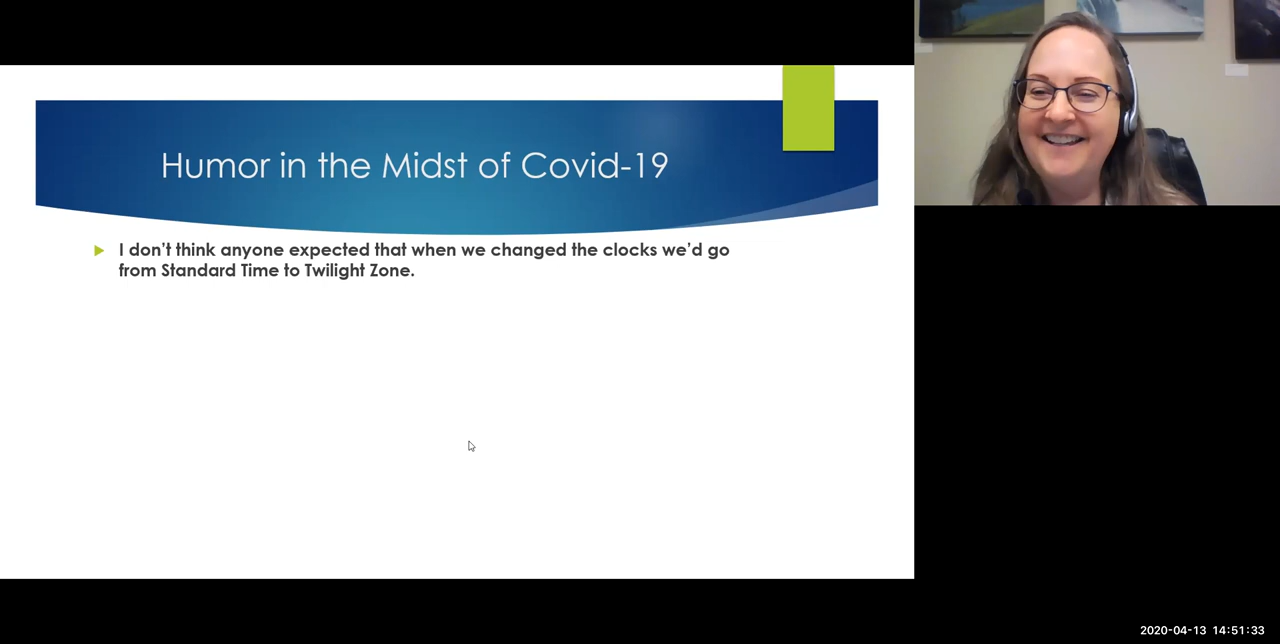 Humor in the Midst of Covid-19
I don’t think anyone expected that when we changed the clocks we’d go
from Standard Time to Twilight Zone.
2020-04-13 14:51:33